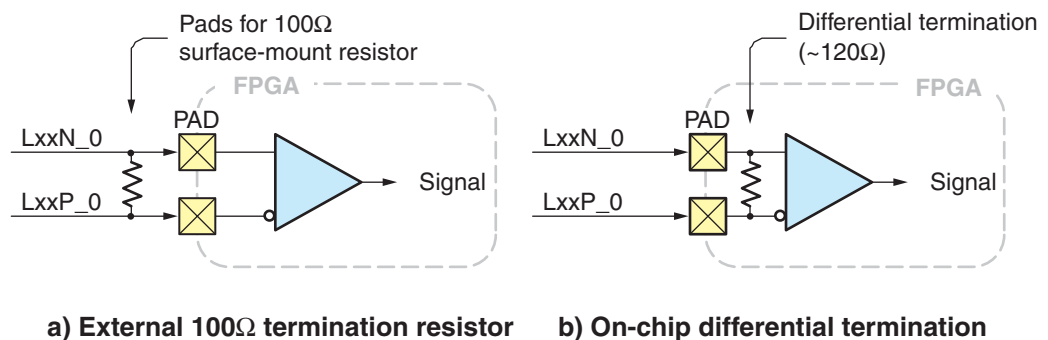 Pads for 100Ω
surface-mount resistor
FPGA
PAD
LxxN_0
LxxP_0
Signal
a) External 100Ω termination resistor
Differential termination
(~120Ω)
FPGA
PAD
LxxN_0
LxxP_0
Signal
b) On-chip differential termination